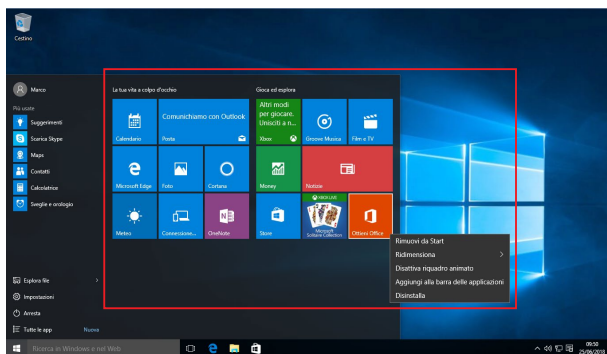 Cestino
Marco
Più usate
Suggerimenti
Scarica Skype
Maps
Contatti
Calcolatrice
Sveglie e orologio
Esplora file
Impostazioni
Arresta
Tutte le app Nuove
La tua vita a colpo d'occhio
Calendario
Comunichiamo con Outlook
Posta
Microsoft Edge
Foto
Cortana
Meteo
Connessione...
OneNote
Gioca ed esplora
Altri modi
per giocare.
Unisciti a n...
Xbox
Groove Musica
Film e TV
Money
Notizie
Store
XBOX LIVE
Microsoft
Solitaire Collection
Ottieni Office
Rimuovi da Start
Ridimensiona
Disattiva riquadro animato
Aggiungi alla barra delle applicazioni
Disinstalla
Ricerca in Windows e nel Web
09:50
25/06/2018